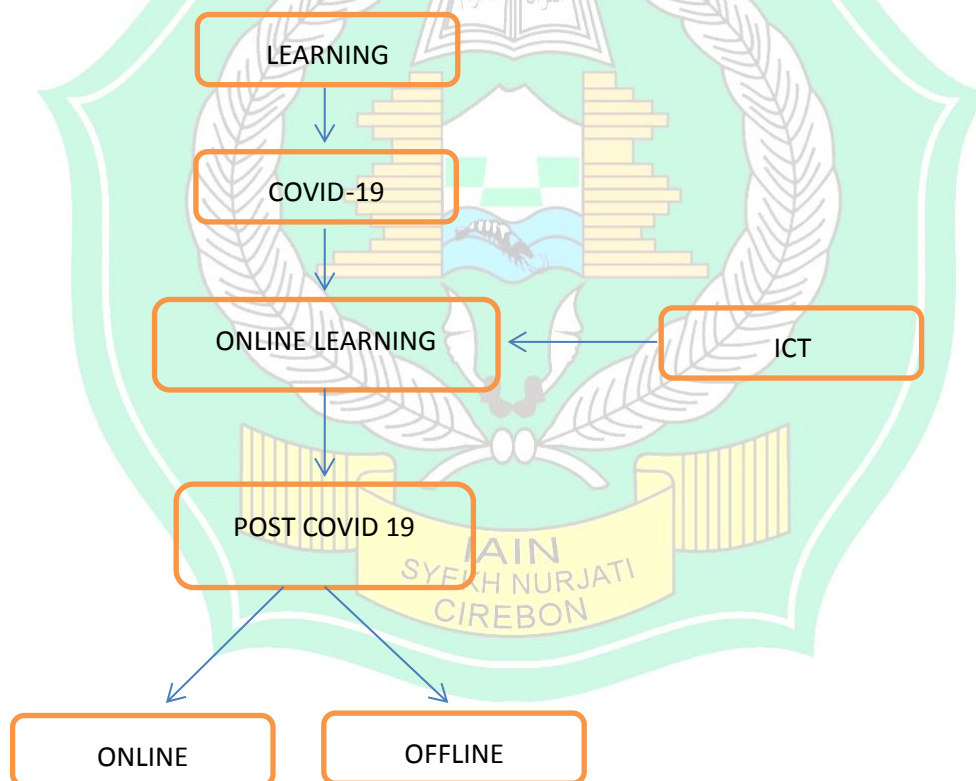 LEARNING
COVID-19
ONLINE LEARNING
ICT
POST COVID 19
IAIN
SYEKH NURJATI
CIREBON
ONLINE
OFFLINE